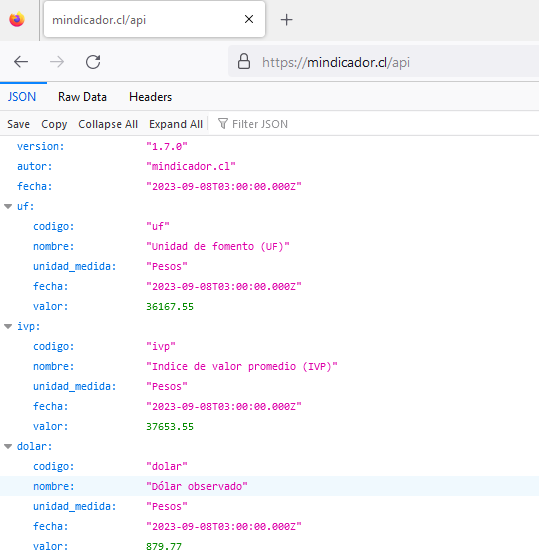 mindicador.cl/api
https://mindicador.cl/api
JSON Raw Data Headers
Save Copy Collapse All Expand All Filter JSON
version: "1.7.0"
autor: "mindicador.cl"
fecha: "2023-09-08T03:00:00.000Z"
uf:
codigo: "uf"
nombre: "Unidad de fomento (UF)"
unidad_medida: "Pesos"
fecha: "2023-09-08T03:00:00.000Z"
valor: 36167.55
ivp:
codigo: "ivp"
nombre: "Indice de valor promedio (IVP)"
unidad_medida: "Pesos"
fecha: "2023-09-08T03:00:00.000Z"
valor: 37653.55
dolar:
codigo: "dolar"
nombre: "Dólar observado"
unidad_medida: "Pesos"
fecha: "2023-09-08T03:00:00.000Z"
valor: 879.77